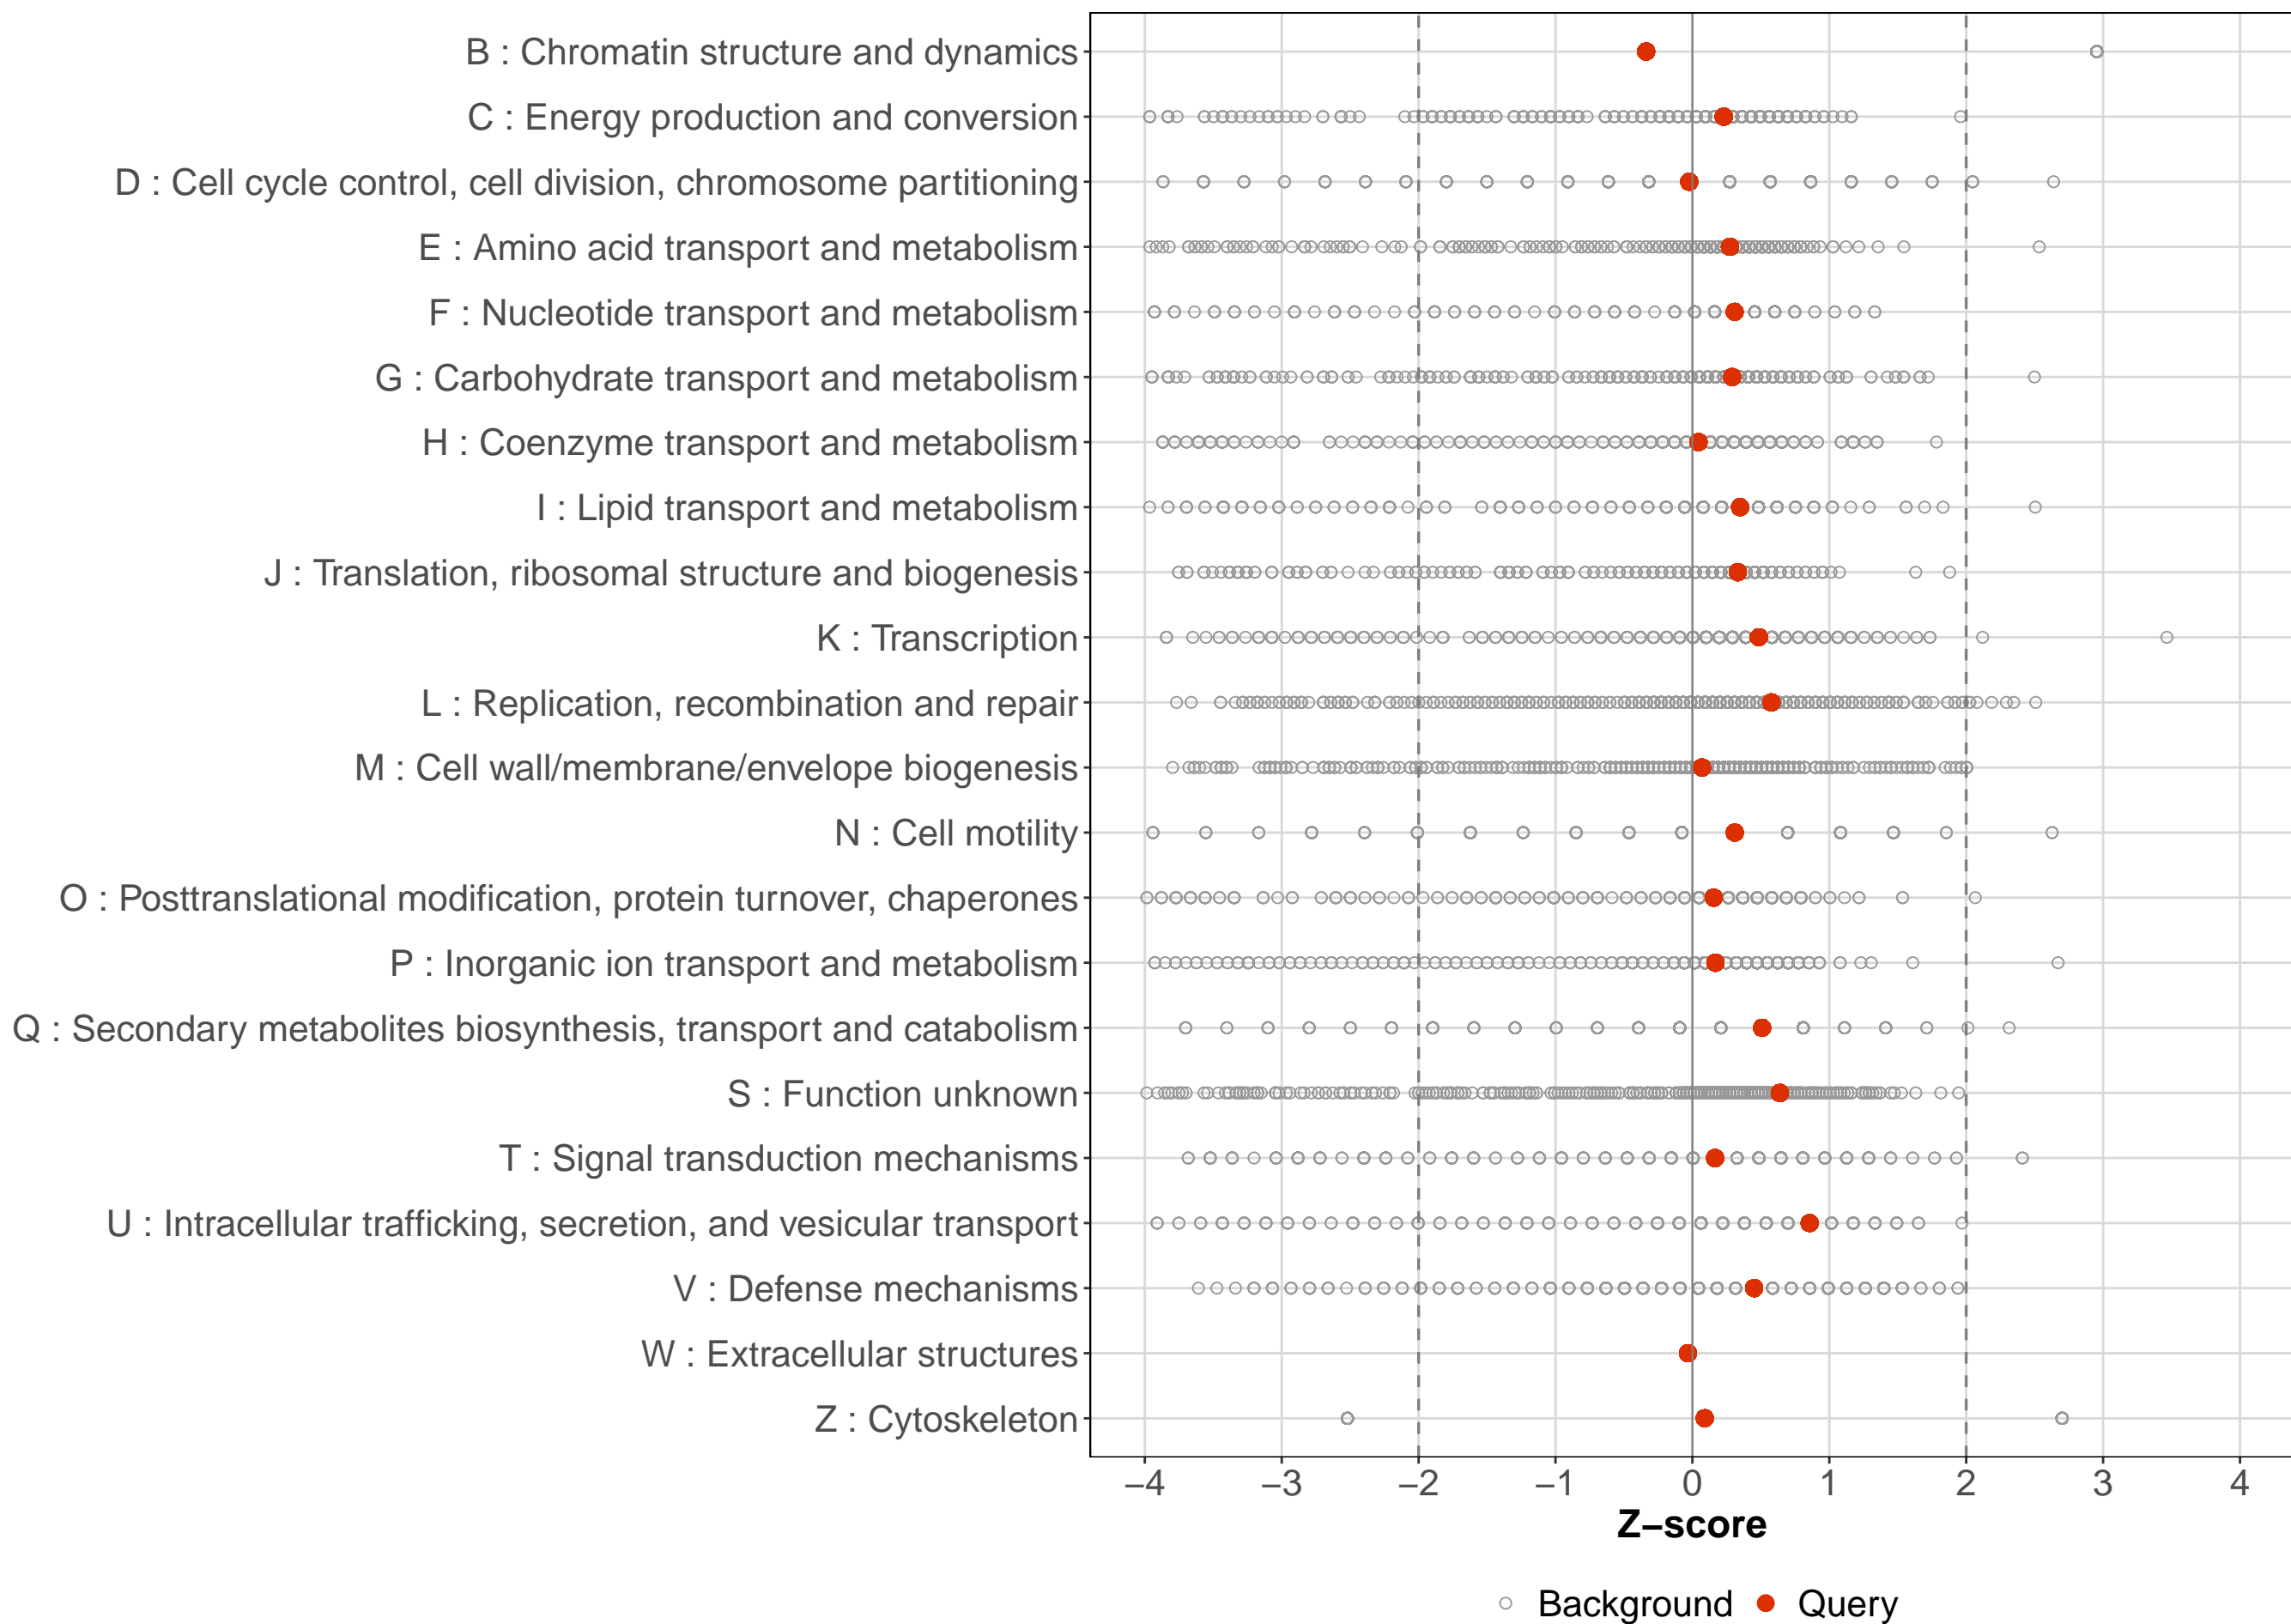 B : Chromatin structure and dynamics
C : Energy production and conversion
D : Cell cycle control, cell division, chromosome partitioning
E : Amino acid transport and metabolism
F : Nucleotide transport and metabolism
G : Carbohydrate transport and metabolism
H : Coenzyme transport and metabolism
I : Lipid transport and metabolism
J : Translation, ribosomal structure and biogenesis
K : Transcription
L : Replication, recombination and repair
M : Cell wall/membrane/envelope biogenesis
N : Cell motility
O : Posttranslational modification, protein turnover, chaperones
P : Inorganic ion transport and metabolism
Q : Secondary metabolites biosynthesis, transport and catabolism
S : Function unknown
T : Signal transduction mechanisms
U : Intracellular trafficking, secretion, and vesicular transport
V : Defense mechanisms
W : Extracellular structures
Z : Cytoskeleton
−4 −3 −2 −1 0 1 2 3 4
Z−score
Background Query